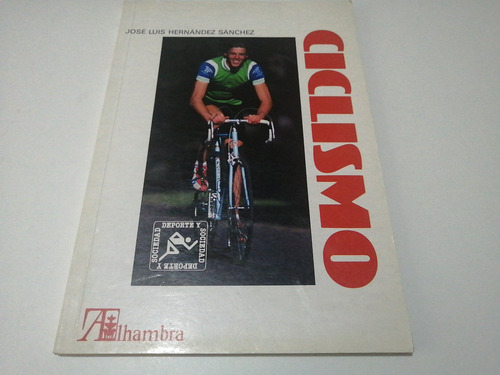 JOSÉ LUIS HERNÁNDEZ SÁNCHEZ
CICLISMO
DEPORTE Y
SOCIEDAD
DEPORTE Y
SOCIEDAD
Alhambra